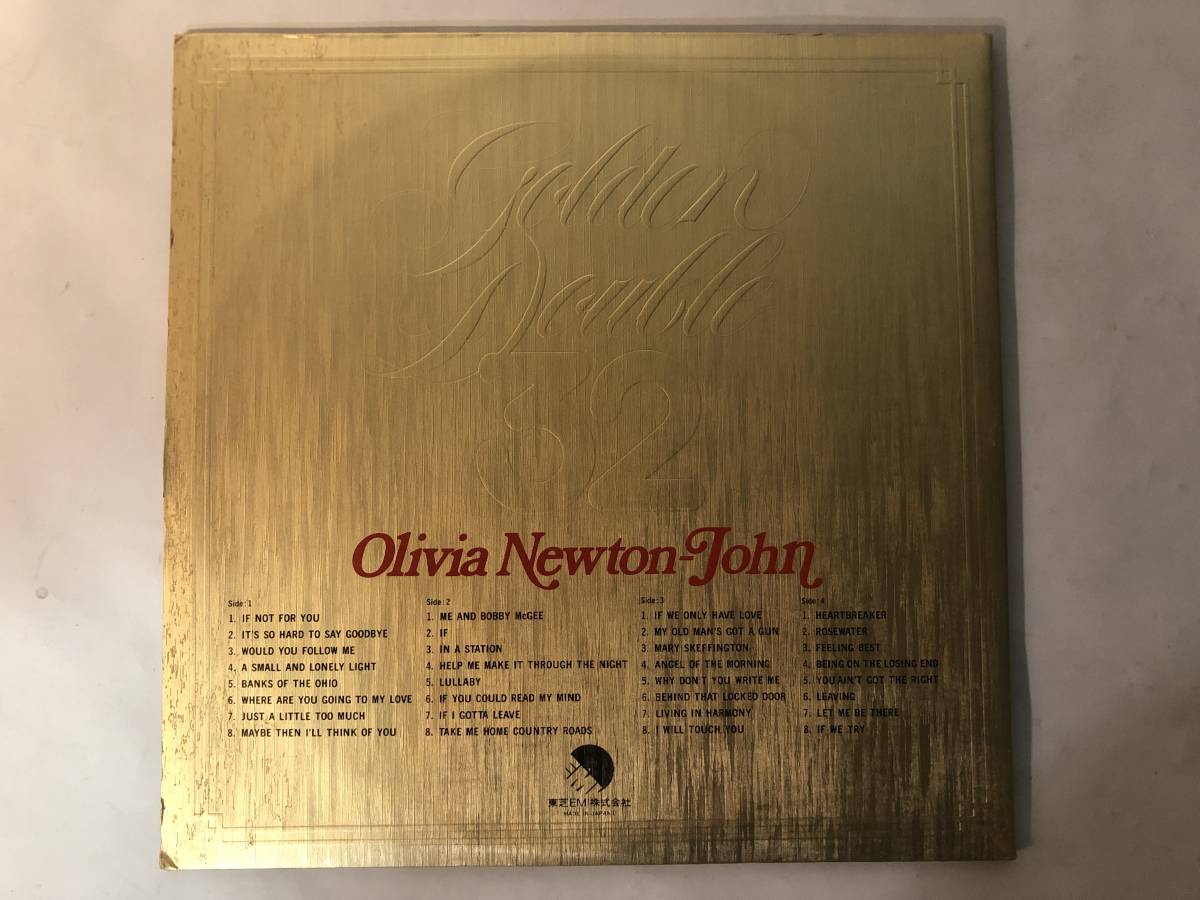 Golden
Double
32
Olivia Newton-John
Side: 1
1. IF NOT FOR YOU
2. IT'S SO HARD TO SAY GOODBYE
3. WOULD YOU FOLLOW ME
4. A SMALL AND LONELY LIGHT
5. BANKS OF THE OHIO
6. WHERE ARE YOU GOING TO MY LOVE
7. JUST A LITTLE TOO MUCH
8. MAYBE THEN I'LL THINK OF YOU
Side: 2
1. ME AND BOBBY McGEE
2. IF
3. IN A STATION
4. HELP ME MAKE IT THROUGH THE NIGHT
5. LULLABY
6. IF YOU COULD READ MY MIND
7. IF I GOTTA LEAVE
8. TAKE ME HOME COUNTRY ROADS
Side: 3
1. IF WE ONLY HAVE LOVE
2. MY OLD MAN'S GOT A GUN
3. MARY SKEFFINGTON
4. ANGEL OF THE MORNING
5. WHY DON'T YOU WRITE ME
6. BEHIND THAT LOCKED DOOR
7. LIVING IN HARMONY
8. I WILL TOUCH YOU
Side: 4
1. HEARTBREAKER
2. ROSEWATER
3. FEELING BEST
4. BEING ON THE LOSING END
5. YOU AIN'T GOT THE RIGHT
6. LEAVING
7. LET ME BE THERE
8. IF WE TRY
東芝EMI株式会社
MADE IN JAPAN